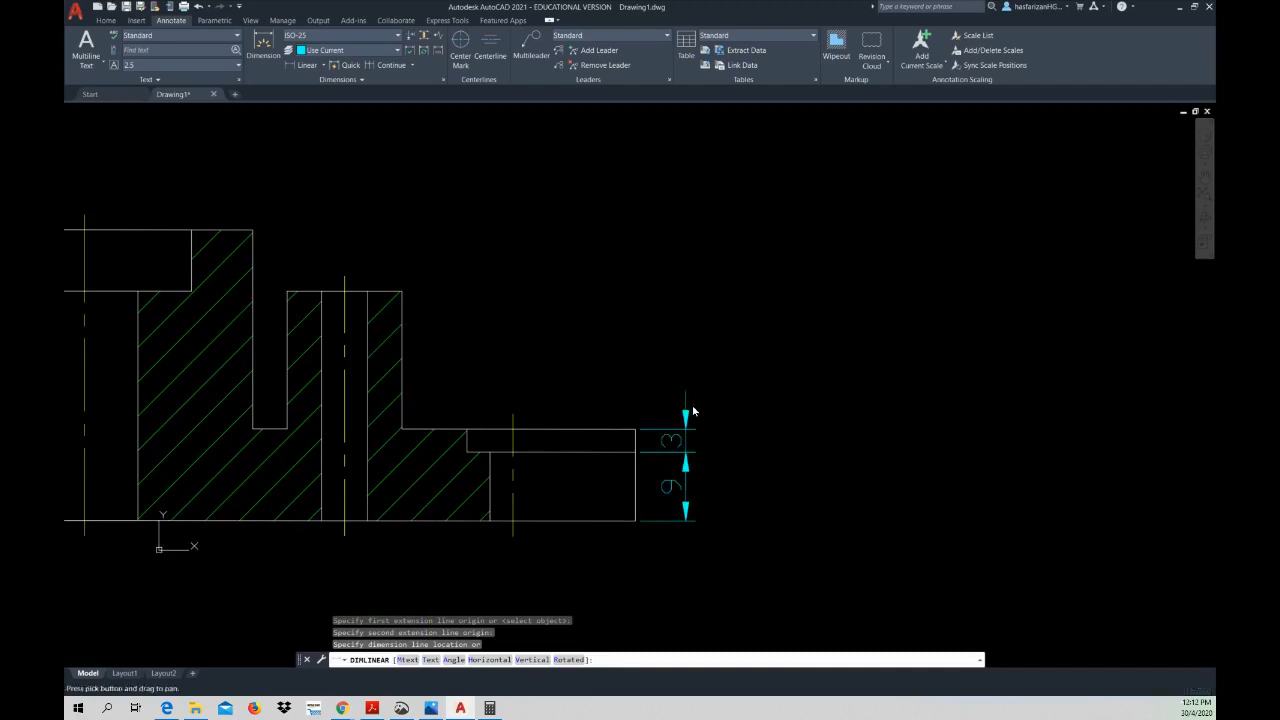 Autodesk AutoCAD 2021 - EDUCATIONAL VERSION Drawing1.dwg
Type a keyword or phrase
hasfarizanHG...
Home Insert Annotate Parametric View Manage Output Add-ins Collaborate Express Tools Featured Apps
Multiline Text
Standard
Find text
2.5
Text
Dimension
ISO-25
Use Current
Linear Quick Continue
Dimensions
Center Mark
Centerline
Centerlines
Multileader
Standard
Add Leader
Remove Leader
Leaders
Table
Standard
Extract Data
Link Data
Tables
Wipeout
Revision Cloud
Markup
Add Current Scale
Scale List
Add/Delete Scales
Sync Scale Positions
Annotation Scaling
Start Drawing1*
3
9
Y
X
Specify first extension line origin or <select object>:
Specify second extension line origin:
Specify dimension line location or
DIMLINEAR [Mtext Text Angle Horizontal Vertical Rotated]:
Model Layout1 Layout2
Press pick button and drag to pan.
12:12 PM
30/4/2020